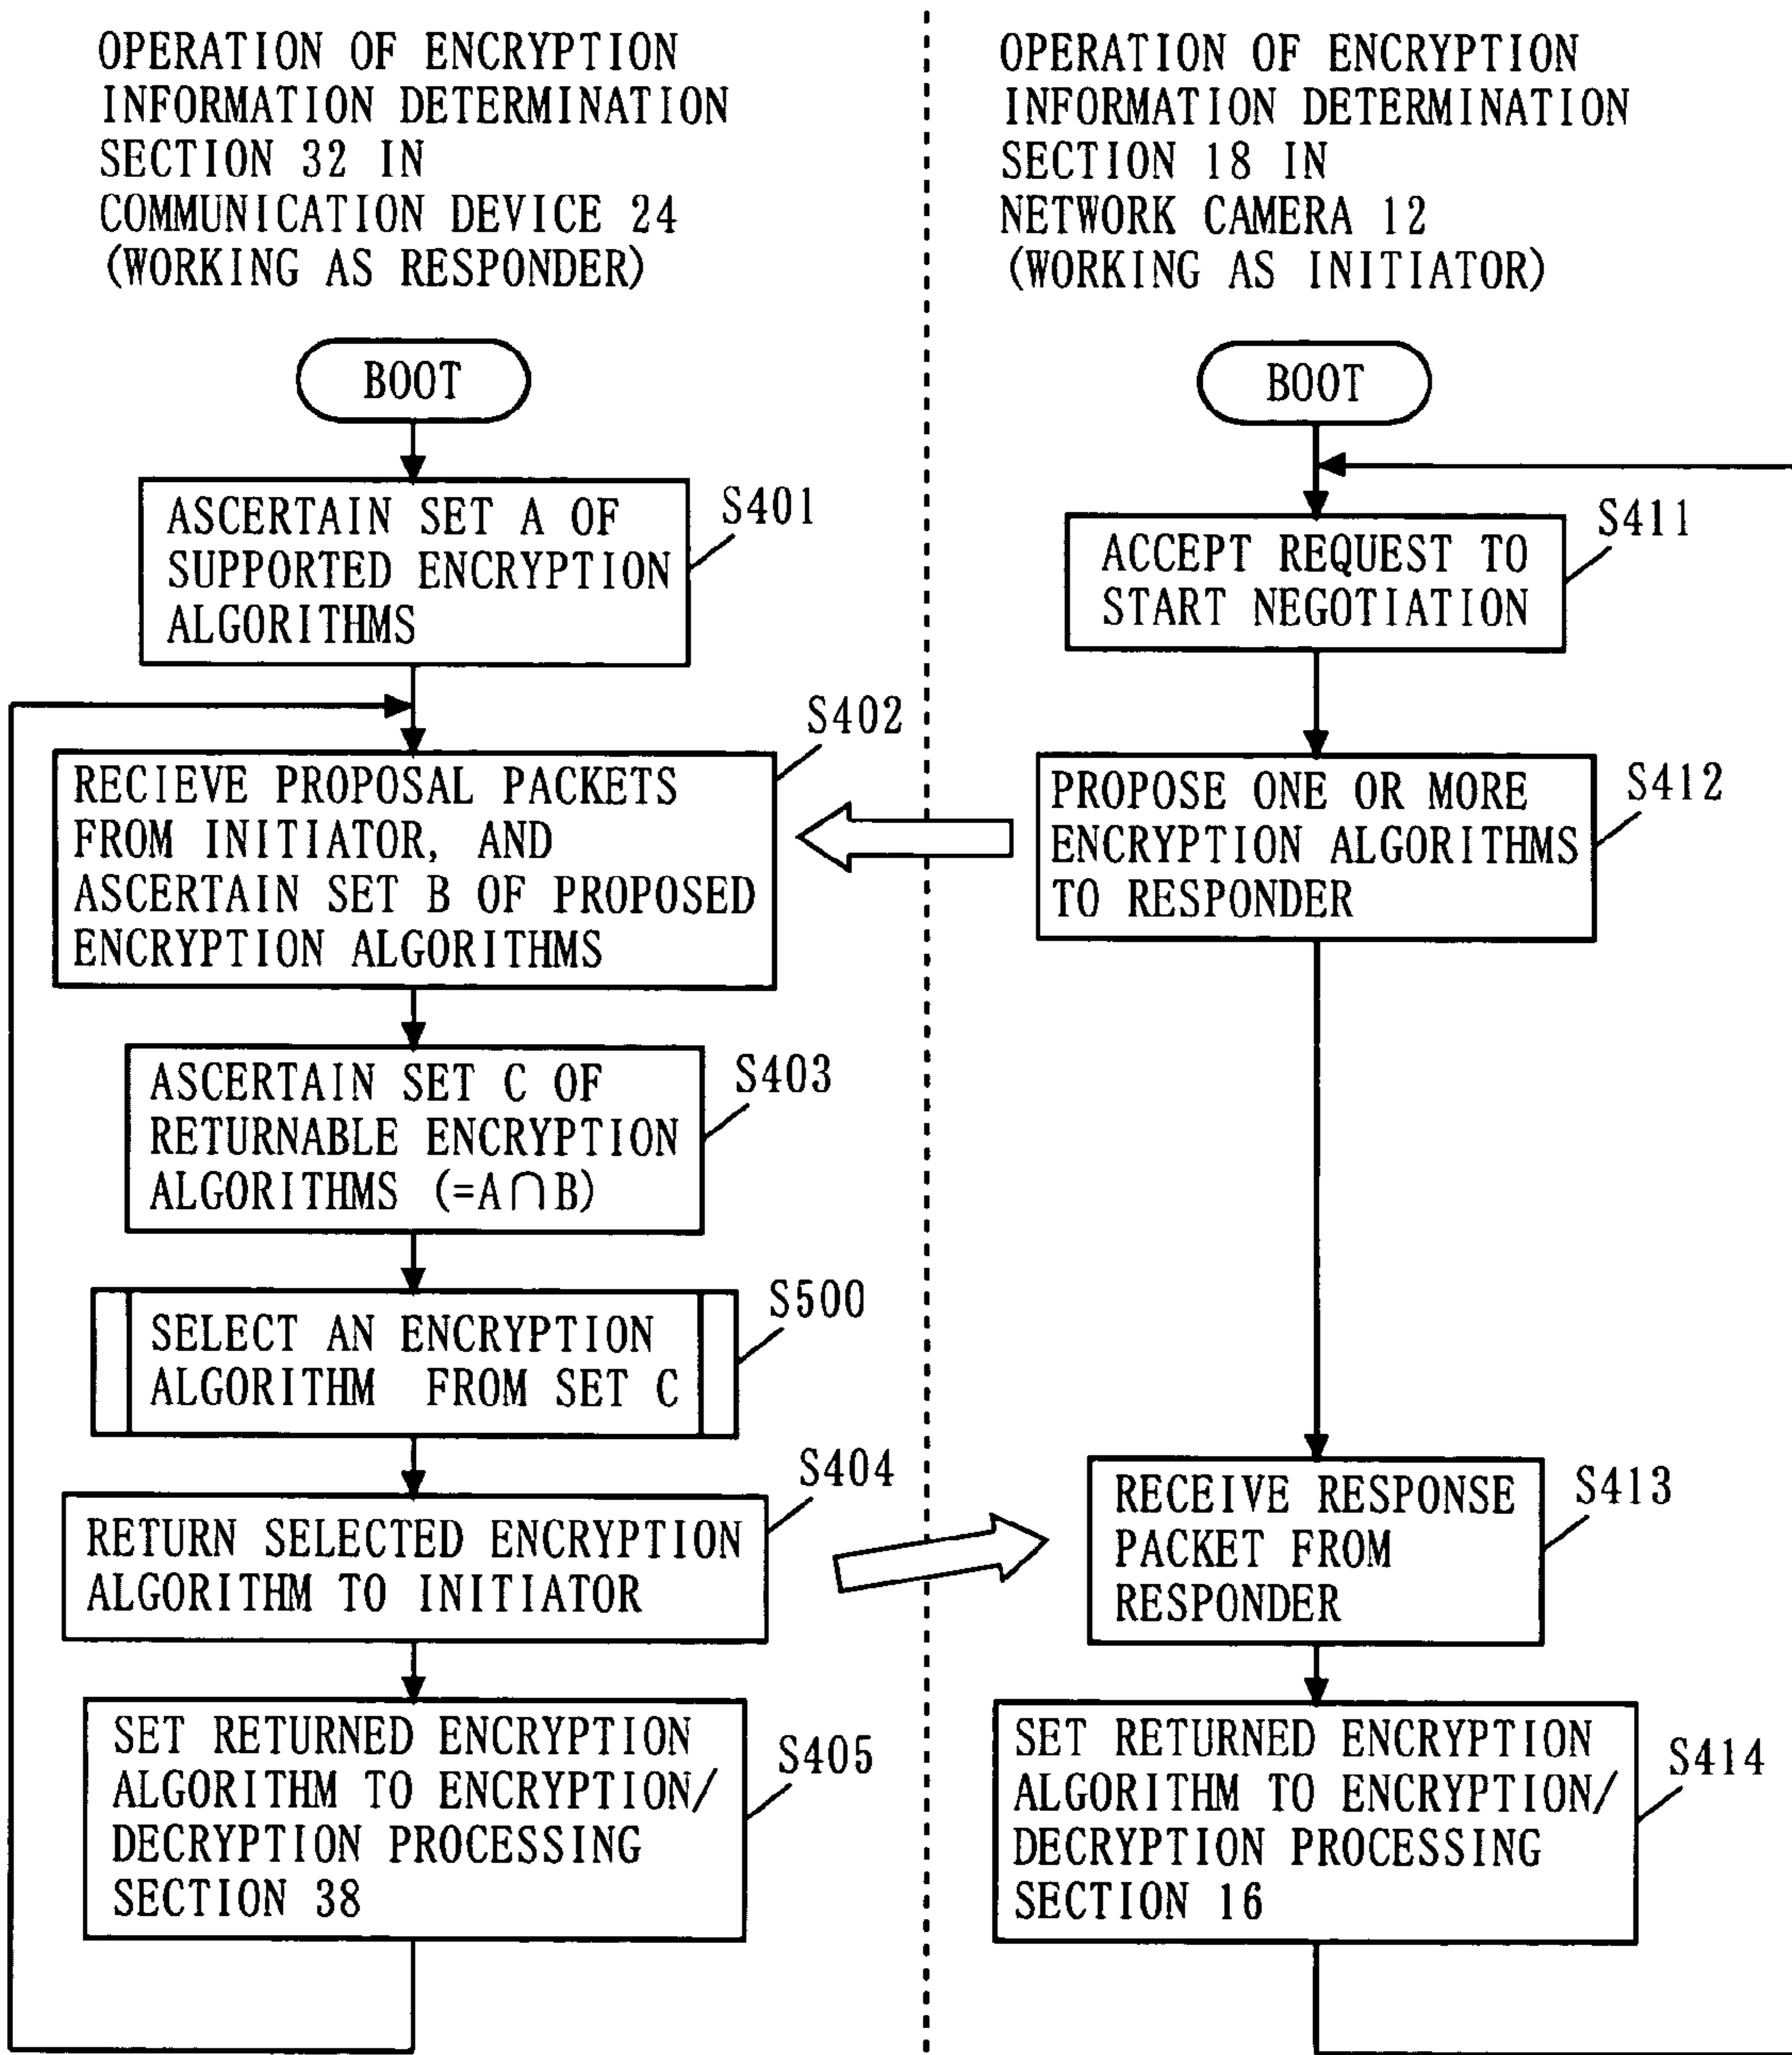 OPERATION OF ENCRYPTION
INFORMATION DETERMINATION
SECTION 32 IN
COMMUNICATION DEVICE 24
(WORKING AS RESPONDER)
BOOT
ASCERTAIN SET A OF
SUPPORTED ENCRYPTION
ALGORITHMS
S401
S402
RECIEVE PROPOSAL PACKETS
FROM INITIATOR, AND
ASCERTAIN SET B OF PROPOSED
ENCRYPTION ALGORITHMS
ASCERTAIN SET C OF
RETURNABLE ENCRYPTION
ALGORITHMS (=A∩B)
S403
SELECT AN ENCRYPTION
ALGORITHM FROM SET C
S500
S404
RETURN SELECTED ENCRYPTION
ALGORITHM TO INITIATOR
SET RETURNED ENCRYPTION
ALGORITHM TO ENCRYPTION/
DECRYPTION PROCESSING
SECTION 38
S405
OPERATION OF ENCRYPTION
INFORMATION DETERMINATION
SECTION 18 IN
NETWORK CAMERA 12
(WORKING AS INITIATOR)
BOOT
ACCEPT REQUEST TO
START NEGOTIATION
S411
PROPOSE ONE OR MORE
ENCRYPTION ALGORITHMS
TO RESPONDER
S412
RECEIVE RESPONSE
PACKET FROM
RESPONDER
S413
SET RETURNED ENCRYPTION
ALGORITHM TO ENCRYPTION/
DECRYPTION PROCESSING
SECTION 16
S414